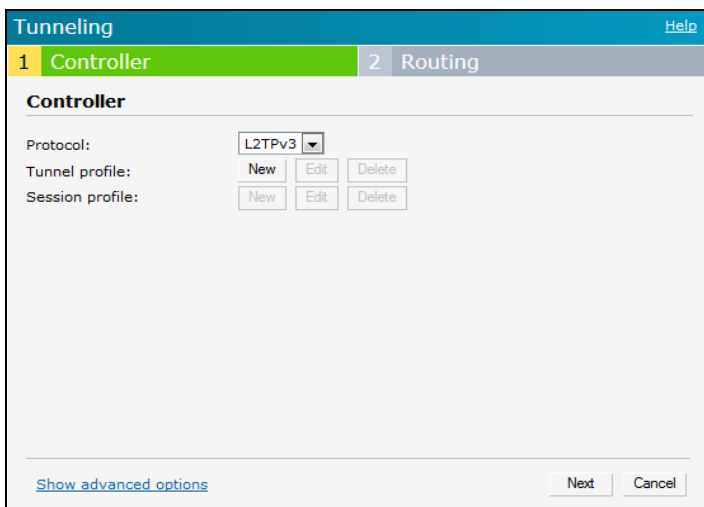 Tunneling Help
1 Controller 2 Routing
Controller
Protocol: L2TPv3
Tunnel profile: New Edit Delete
Session profile: New Edit Delete
Show advanced options Next Cancel